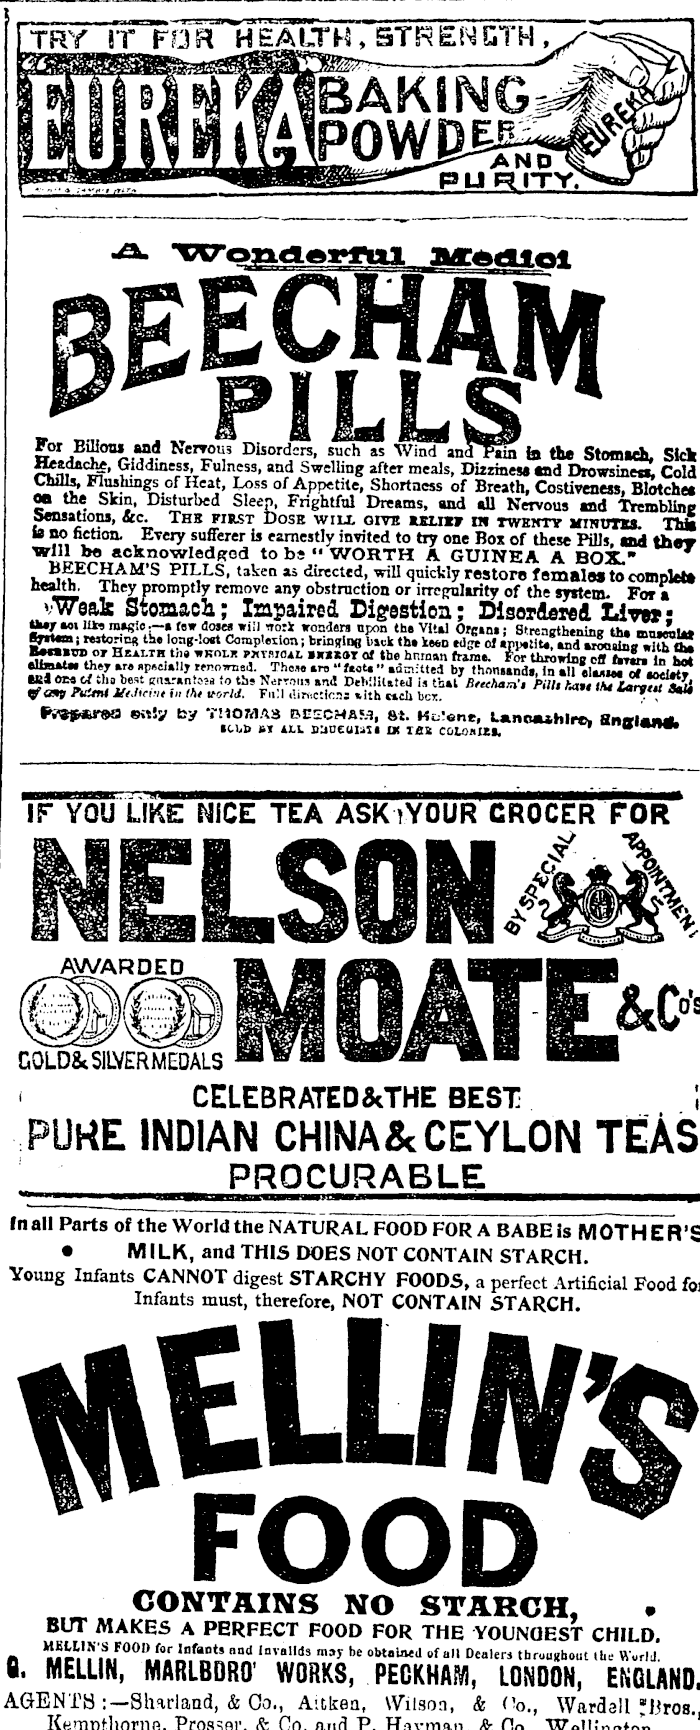 TRY IT FOR HEALTH, STRENGTH,
EUREKA BAKING
POWDER
EUREKA
AND
PURITY.
A Wonderful Medici
BEECHAM
PILLS
For Bilious and Nervous Disorders, such as Wind and Pain in the Stomach, Sick
Headache, Giddiness, Fulness, and Swelling after meals, Dizziness and Drowsiness, Cold
Chills, Flushings of Heat, Loss of Appetite, Shortness of Breath, Costiveness, Blotches
on the Skin, Disturbed Sleep, Frightful Dreams, and all Nervous and Trembling
Sensations, &c. THE FIRST DOSE WILL GIVE RELIEF IN TWENTY MINUTES. This
is no fiction. Every sufferer is earnestly invited to try one Box of these Pills, and they
will be acknowledged to be "WORTH A GUINEA A BOX."
BEECHAM'S PILLS, taken as directed, will quickly restore females to complete
health. They promptly remove any obstruction or irregularity of the system. For a
Weak Stomach; Impaired Digestion; Disordered Liver;
they act like magic:—a few doses will work wonders upon the Vital Organs; Strengthening the muscular
System; restoring the long-lost Complexion; bringing back the keen edge of appetite, and arousing with the
ROSEBUD OF HEALTH the WHOLE PHYSICAL ENERGY of the human frame. For throwing off fevers in hot
climates they are specially renowned. These are "facts" admitted by thousands, in all classes of society,
and one of the best guarantees to the Nervous and Debilitated is that Beecham's Pills have the Largest Sale
of any Patent Medicine in the world. Full directions with each box.
Prepared only by THOMAS BEECHAM, St. Helens, Lancashire, England.
SOLD BY ALL DRUGGISTS IN THE COLONIES.
IF YOU LIKE NICE TEA ASK YOUR GROCER FOR
NELSON
BY SPECIAL APPOINTMENT
AWARDED
MOATE & Co's
GOLD & SILVER MEDALS
CELEBRATED & THE BEST
PURE INDIAN CHINA & CEYLON TEAS
PROCURABLE
In all Parts of the World the NATURAL FOOD FOR A BABE is MOTHER'S
MILK, and THIS DOES NOT CONTAIN STARCH.
Young Infants CANNOT digest STARCHY FOODS, a perfect Artificial Food for
Infants must, therefore, NOT CONTAIN STARCH.
MELLIN'S
FOOD
CONTAINS NO STARCH,
BUT MAKES A PERFECT FOOD FOR THE YOUNGEST CHILD.
MELLIN'S FOOD for Infants and Invalids may be obtained of all Dealers throughout the World.
G. MELLIN, MARLBORO' WORKS, PECKHAM, LONDON, ENGLAND.
AGENTS:—Sharland, & Co., Aitken, Wilson, & Co., Wardell Bros.
Kempthorne, Prosser, & Co. and P. Hayman, & Co. Wellington